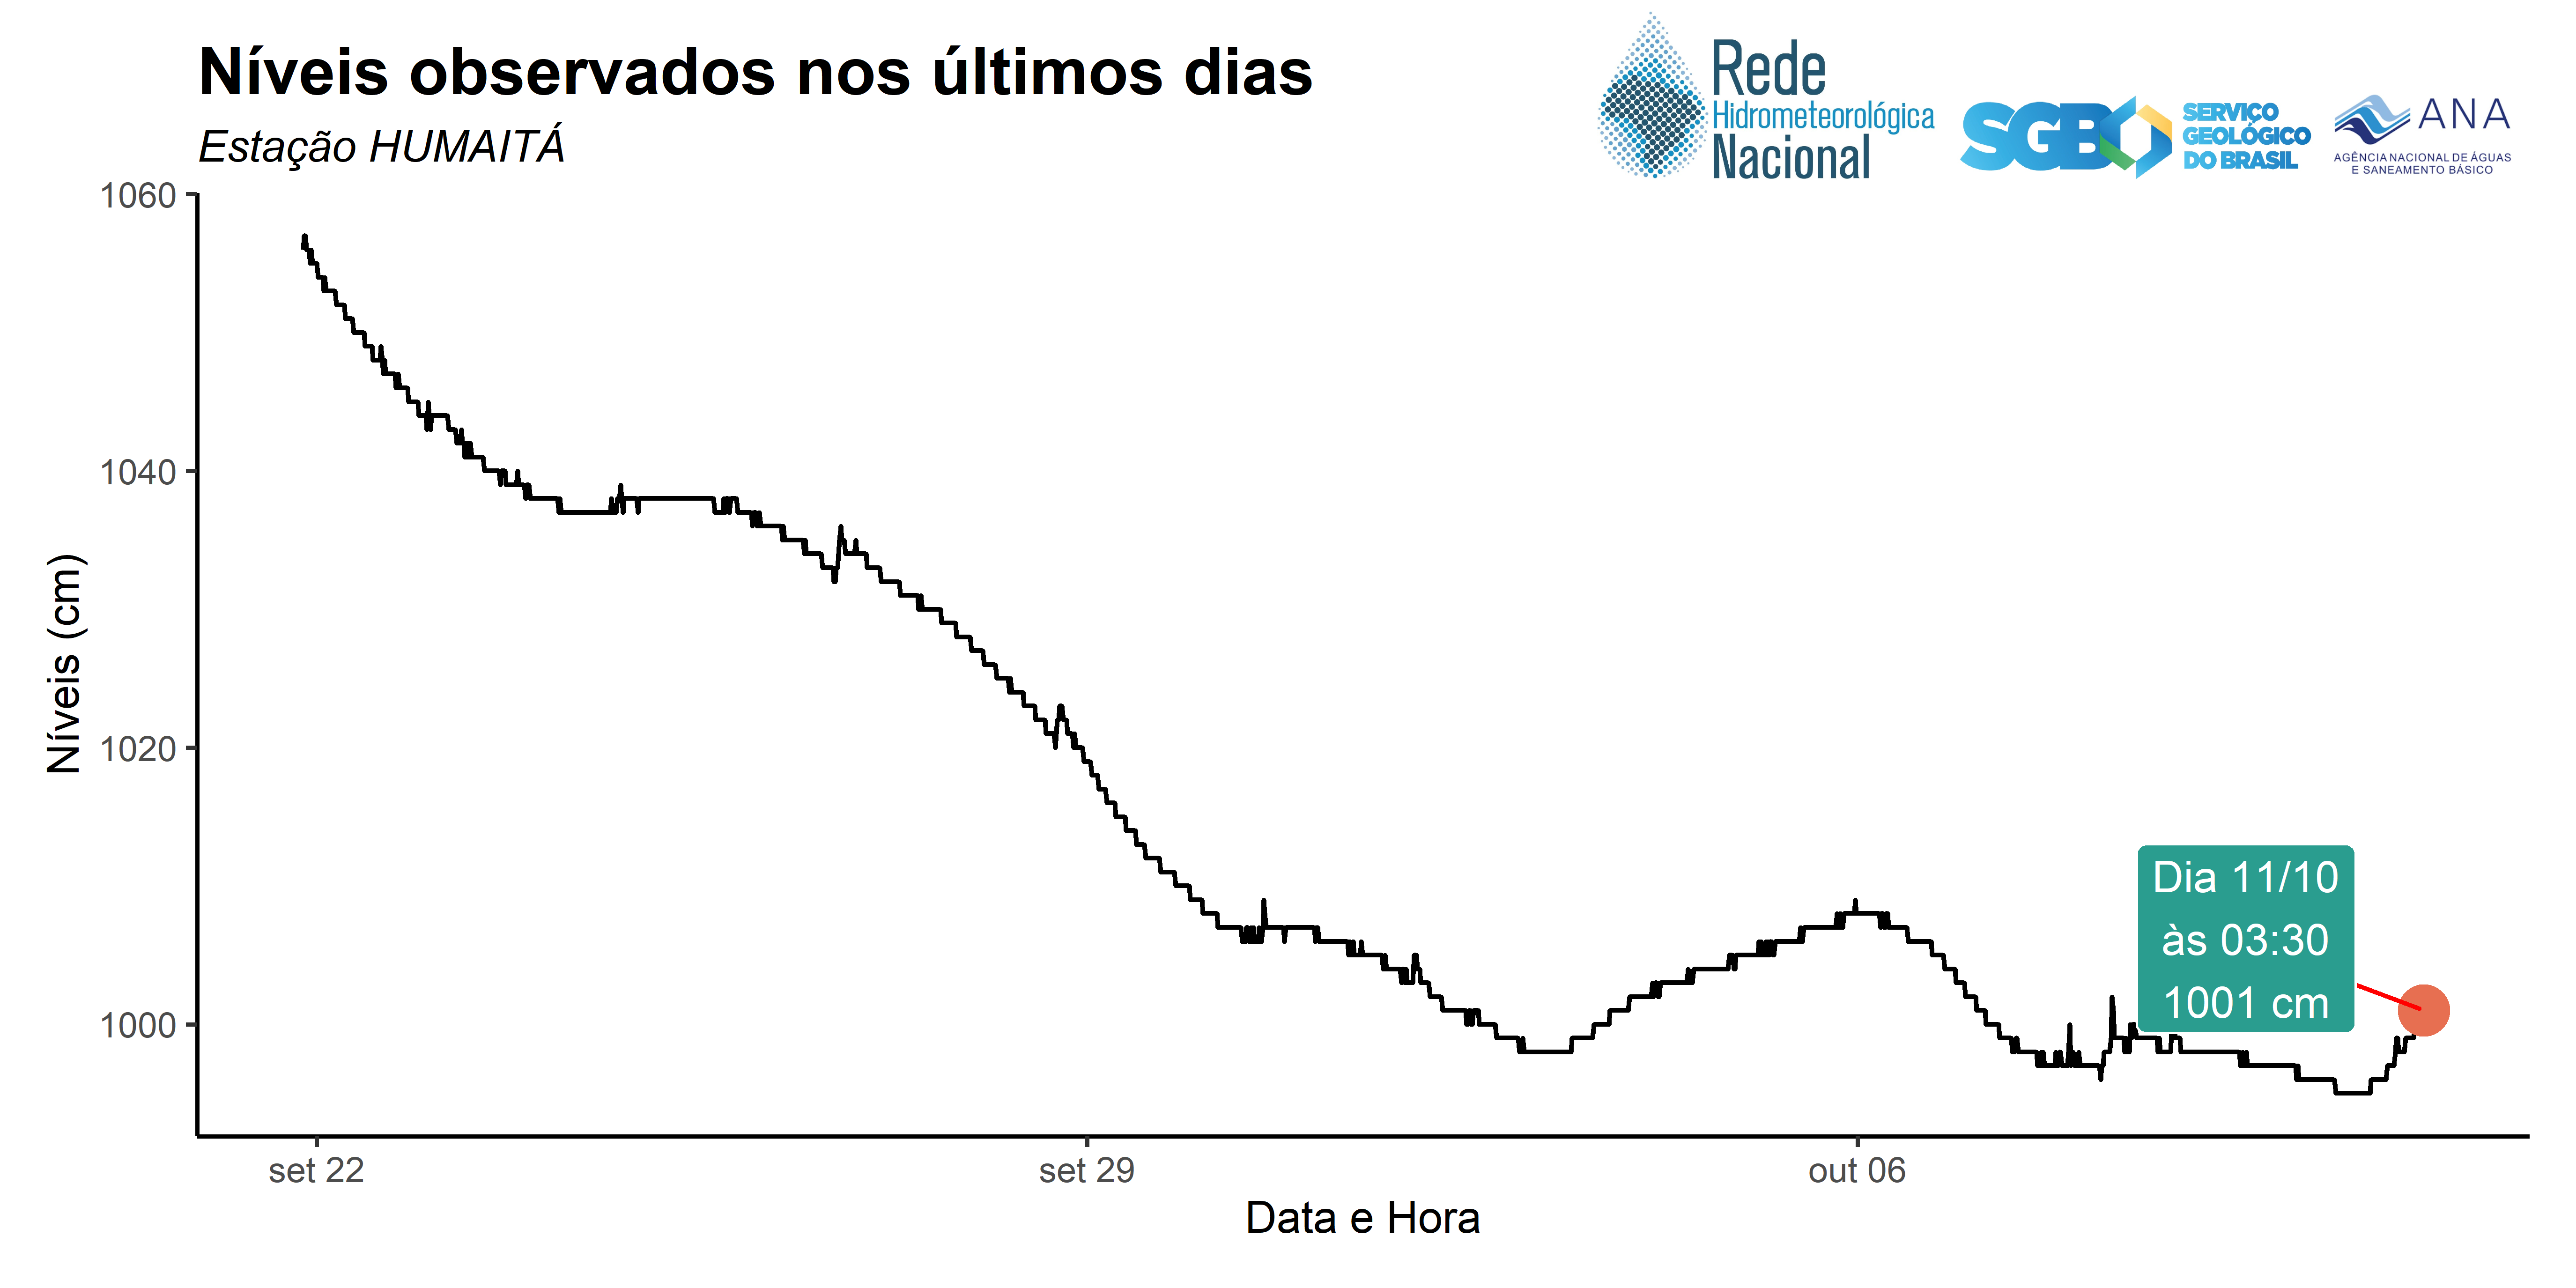 Níveis observados nos últimos dias
Estação HUMAITÁ
Rede
Hidrometeorológica
Nacional
SGB
SERVIÇO
GEOLÓGICO
DO BRASIL
ANA
AGÊNCIA NACIONAL DE ÁGUAS
E SANEAMENTO BÁSICO
Níveis (cm)
1060
1040
1020
1000
Dia 11/10
às 03:30
1001 cm
set 22
set 29
out 06
Data e Hora